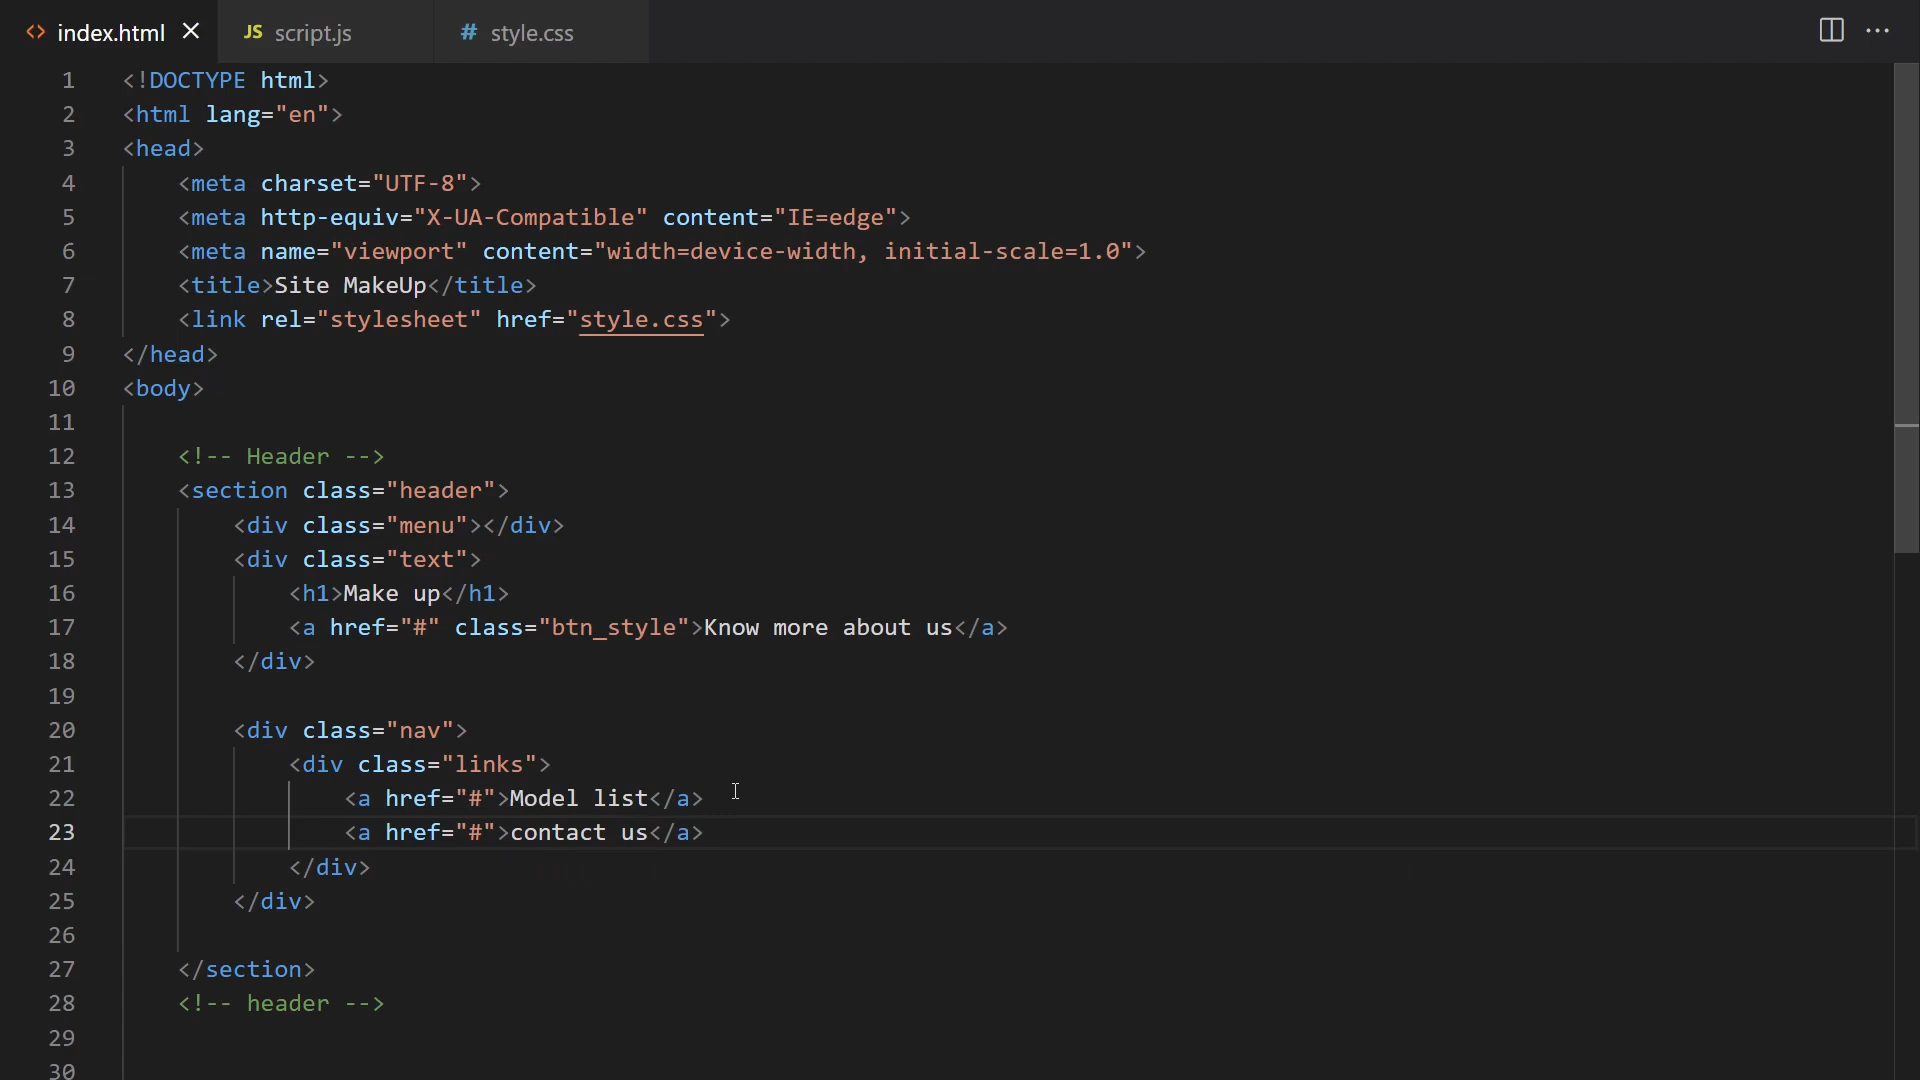 <> index.html ×   JS script.js   # style.css   ···
1 <!DOCTYPE html>
2 <html lang="en">
3 <head>
4     <meta charset="UTF-8">
5     <meta http-equiv="X-UA-Compatible" content="IE=edge">
6     <meta name="viewport" content="width=device-width, initial-scale=1.0">
7     <title>Site MakeUp</title>
8     <link rel="stylesheet" href="style.css">
9 </head>
10 <body>
11
12     <!-- Header -->
13     <section class="header">
14         <div class="menu"></div>
15         <div class="text">
16             <h1>Make up</h1>
17             <a href="#" class="btn_style">Know more about us</a>
18         </div>
19
20         <div class="nav">
21             <div class="links">
22                 <a href="#">Model list</a>
23                 <a href="#">contact us</a>
24             </div>
25         </div>
26
27     </section>
28     <!-- header -->
29
30